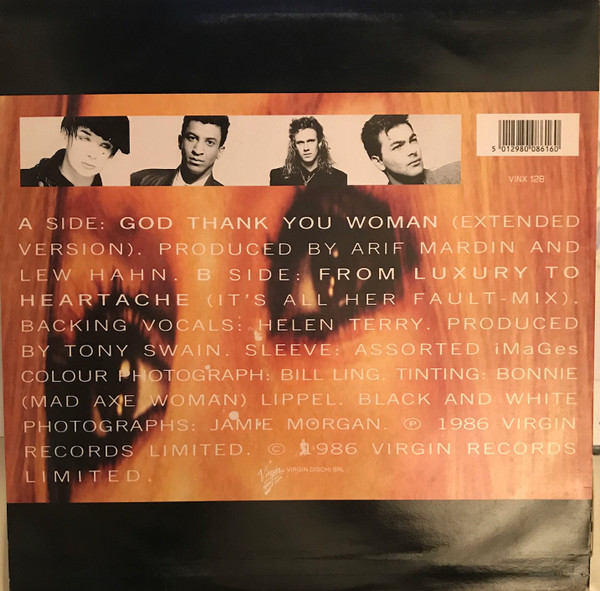 5 012980 086160
VINX 128
A SIDE: GOD THANK YOU WOMAN (EXTENDED
VERSION). PRODUCED BY ARIF MARDIN AND
LEW HAHN. B SIDE: FROM LUXURY TO
HEARTACHE (IT'S ALL HER FAULT-MIX).
BACKING VOCALS: HELEN TERRY. PRODUCED
BY TONY SWAIN. SLEEVE: ASSORTED iMaGes
COLOUR PHOTOGRAPH: BILL LING. TINTING: BONNIE
(MAD AXE WOMAN) LIPPEL. BLACK AND WHITE
PHOTOGRAPHS: JAMIE MORGAN. ℗ 1986 VIRGIN
RECORDS LIMITED. © 1986 VIRGIN RECORDS
LIMITED.
Virgin VIRGIN DISCHI SRL